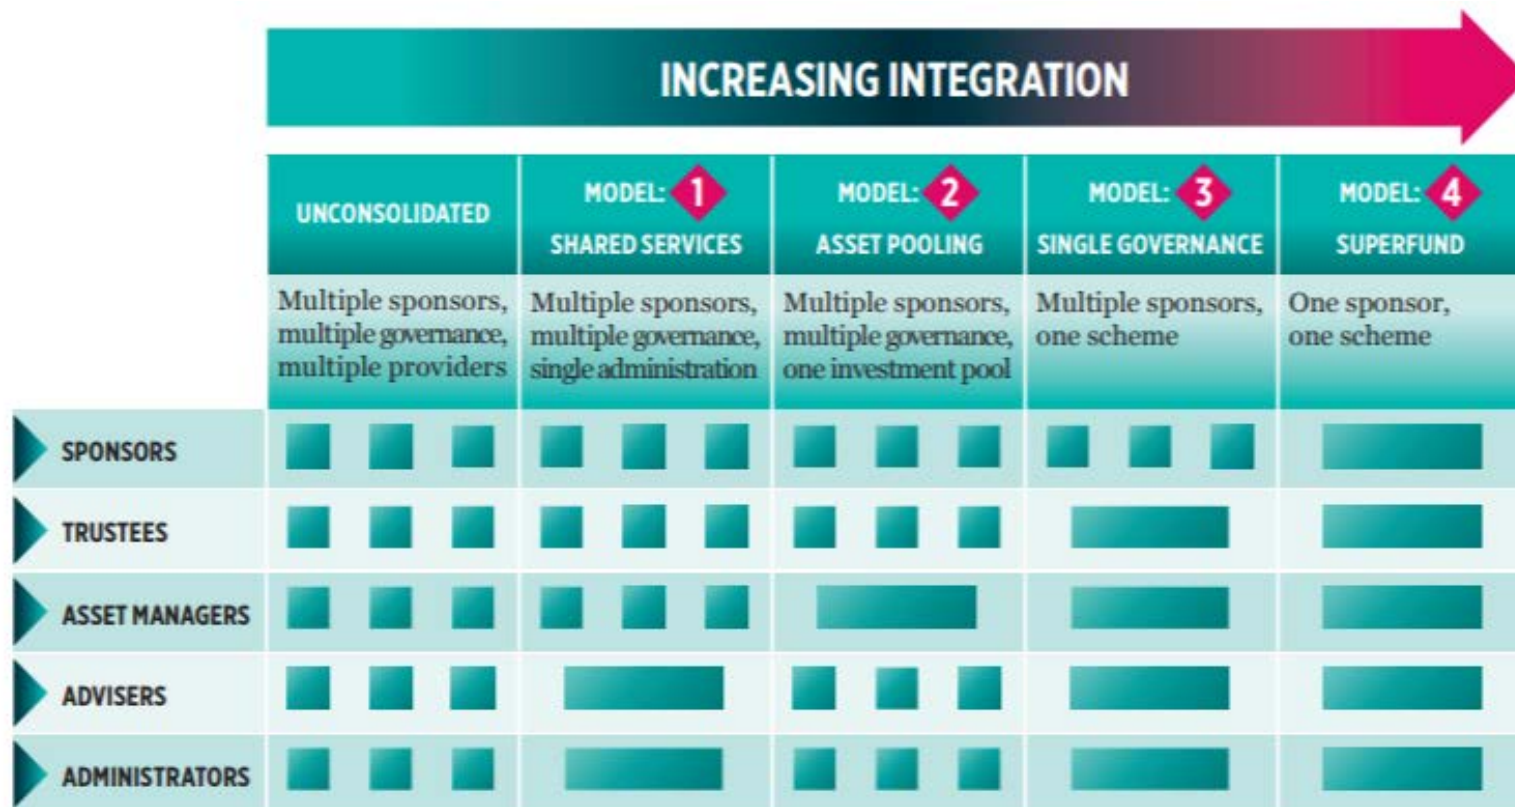 INCREASING INTEGRATION
UNCONSOLIDATED
MODEL: 1
SHARED SERVICES
MODEL: 2
ASSET POOLING
MODEL: 3
SINGLE GOVERNANCE
MODEL: 4
SUPERFUND
Multiple sponsors,
multiple governance,
multiple providers
Multiple sponsors,
multiple governance,
single administration
Multiple sponsors,
multiple governance,
one investment pool
Multiple sponsors,
one scheme
One sponsor,
one scheme
SPONSORS
TRUSTEES
ASSET MANAGERS
ADVISERS
ADMINISTRATORS